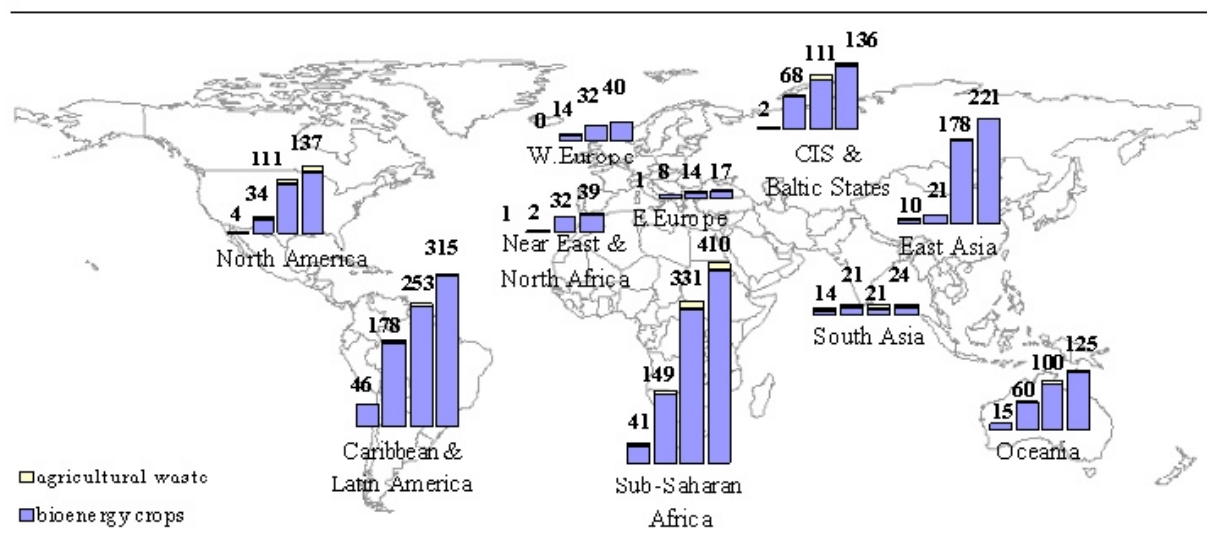 0 14 32 40
W.Europe
2 68 111 136
CIS &
Baltic States
4 34 111 137
North America
1 2 32 39
Near East &
North Africa
1 8 14 17
E.Europe
10 21 178 221
East Asia
46 178 253 315
Caribbean &
Latin America
41 149 331 410
Sub-Saharan
Africa
14 21 21 24
South Asia
15 60 100 125
Oceania
agricultural waste
bioenergy crops